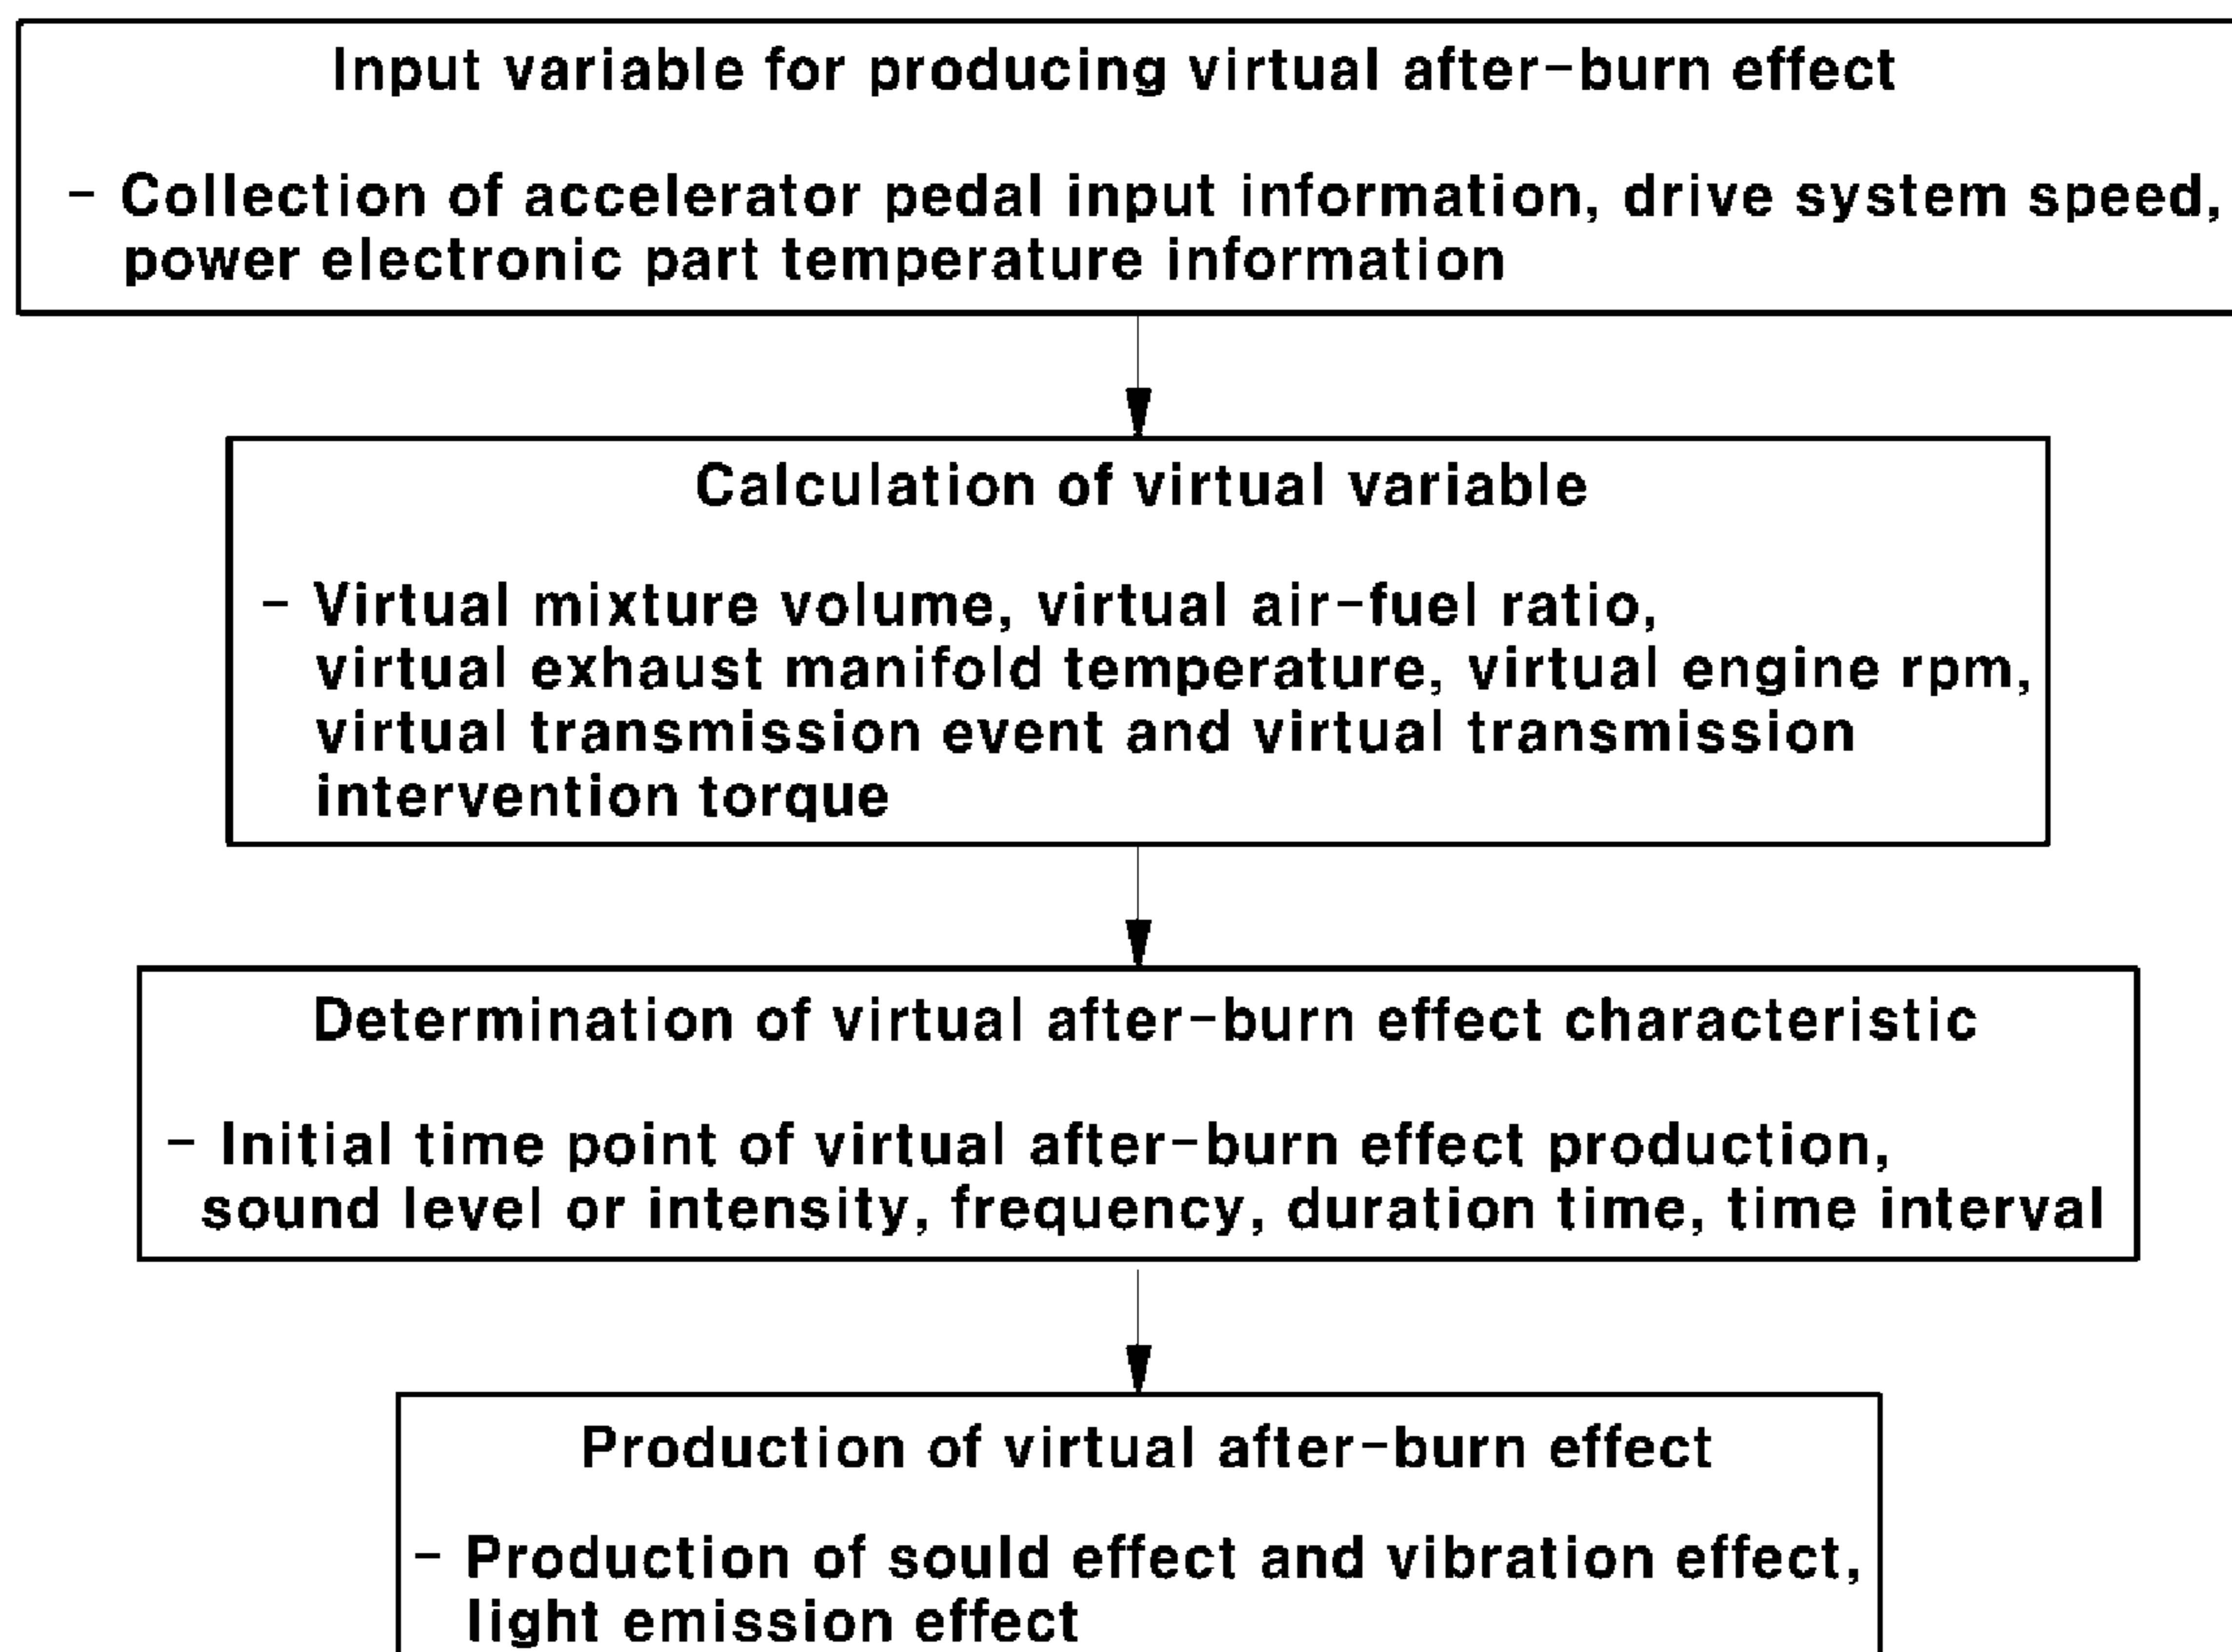 Input variable for producing virtual after-burn effect
- Collection of accelerator pedal input information, drive system speed,
power electronic part temperature information
Calculation of virtual variable
- Virtual mixture volume, virtual air-fuel ratio,
virtual exhaust manifold temperature, virtual engine rpm,
virtual transmission event and virtual transmission
intervention torque
Determination of virtual after-burn effect characteristic
- Initial time point of virtual after-burn effect production,
sound level or intensity, frequency, duration time, time interval
Production of virtual after-burn effect
- Production of sould effect and vibration effect,
light emission effect